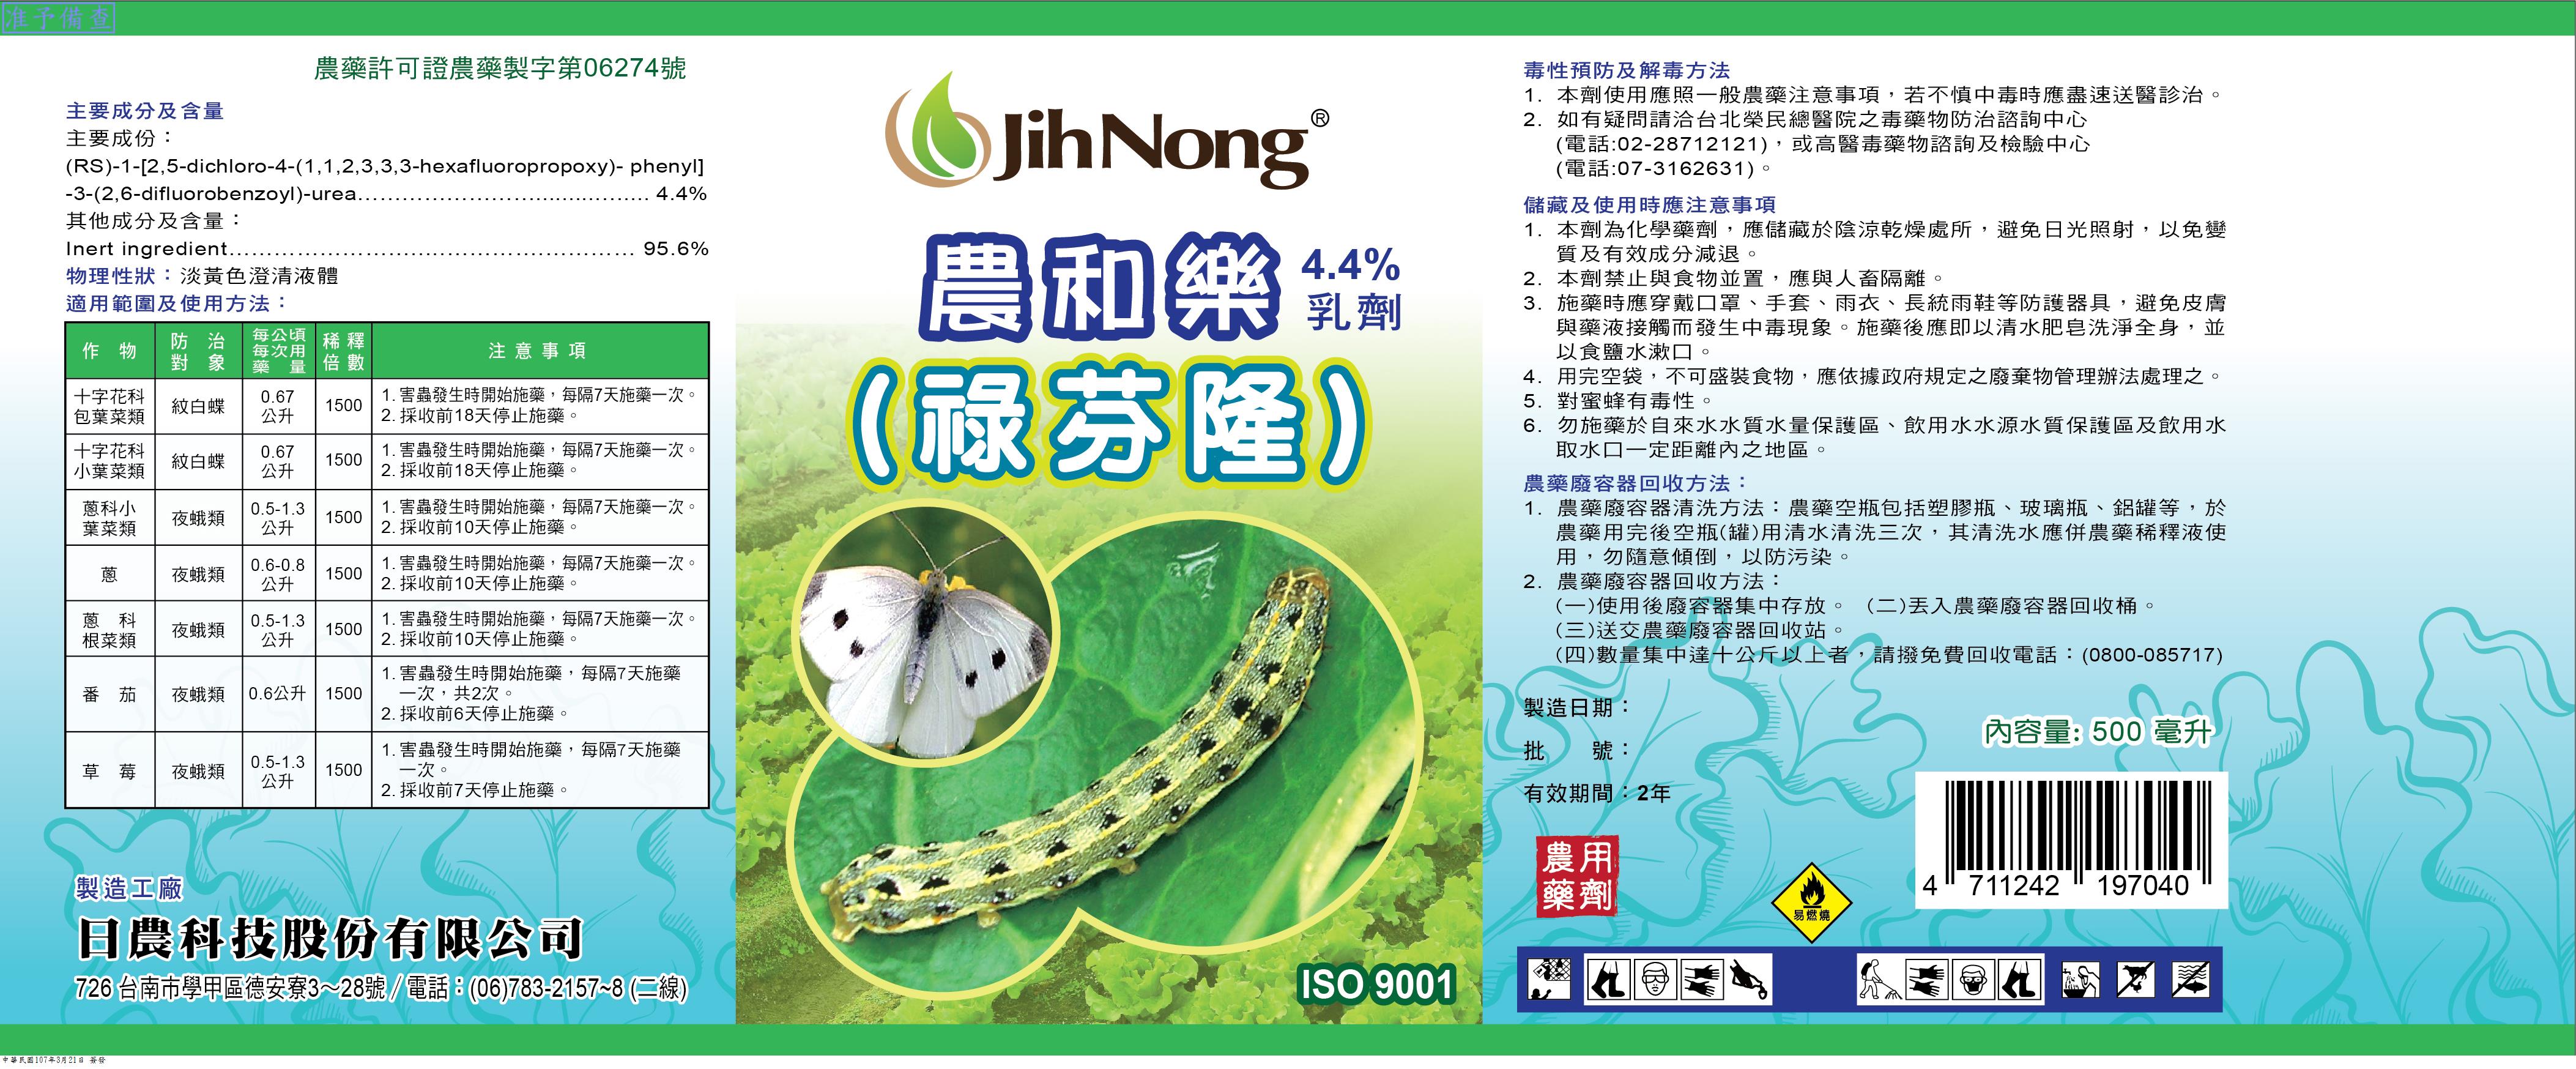 准予備查
農藥許可證農藥製字第06274號
主要成分及含量
主要成份：
(RS)-1-[2,5-dichloro-4-(1,1,2,3,3,3-hexafluoropropoxy)- phenyl]
-3-(2,6-difluorobenzoyl)-urea…………………………………… 4.4%
其他成分及含量：
Inert ingredient……………………………………………… 95.6%
物理性狀：淡黃色澄清液體
適用範圍及使用方法：
作 物 防治對象 每公頃每次用藥量 稀釋倍數 注意事項
十字花科包葉菜類 紋白蝶 0.67公升 1500 1. 害蟲發生時開始施藥，每隔7天施藥一次。
2. 採收前18天停止施藥。
十字花科小葉菜類 紋白蝶 0.67公升 1500 1. 害蟲發生時開始施藥，每隔7天施藥一次。
2. 採收前18天停止施藥。
蔥科小葉菜類 夜蛾類 0.5-1.3公升 1500 1. 害蟲發生時開始施藥，每隔7天施藥一次。
2. 採收前10天停止施藥。
蔥 夜蛾類 0.6-0.8公升 1500 1. 害蟲發生時開始施藥，每隔7天施藥一次。
2. 採收前10天停止施藥。
蔥科根菜類 夜蛾類 0.5-1.3公升 1500 1. 害蟲發生時開始施藥，每隔7天施藥一次。
2. 採收前10天停止施藥。
番 茄 夜蛾類 0.6公升 1500 1. 害蟲發生時開始施藥，每隔7天施藥
一次，共2次。
2. 採收前6天停止施藥。
草 莓 夜蛾類 0.5-1.3公升 1500 1. 害蟲發生時開始施藥，每隔7天施藥
一次。
2. 採收前7天停止施藥。
製造工廠
日農科技股份有限公司
726 台南市學甲區德安寮3～28號 / 電話：(06)783-2157~8 (二線)
JihNong®
農和樂 4.4%
乳劑
(祿芬隆)
ISO 9001
毒性預防及解毒方法
1. 本劑使用應照一般農藥注意事項，若不慎中毒時應盡速送醫診治。
2. 如有疑問請洽台北榮民總醫院之毒藥物防治諮詢中心
(電話:02-28712121)，或高醫毒藥物諮詢及檢驗中心
(電話:07-3162631)。
儲藏及使用時應注意事項
1. 本劑為化學藥劑，應儲藏於陰涼乾燥處所，避免日光照射，以免變
質及有效成分減退。
2. 本劑禁止與食物並置，應與人畜隔離。
3. 施藥時應穿戴口罩、手套、雨衣、長統雨鞋等防護器具，避免皮膚
與藥液接觸而發生中毒現象。施藥後應即以清水肥皂洗淨全身，並
以食鹽水漱口。
4. 用完空袋，不可盛裝食物，應依據政府規定之廢棄物管理辦法處理之。
5. 對蜜蜂有毒性。
6. 勿施藥於自來水水質水量保護區、飲用水水源水質保護區及飲用水
取水口一定距離內之地區。
農藥廢容器回收方法：
1. 農藥廢容器清洗方法：農藥空瓶包括塑膠瓶、玻璃瓶、鋁罐等，於
農藥用完後空瓶(罐)用清水清洗三次，其清洗水應併農藥稀釋液使
用，勿隨意傾倒，以防污染。
2. 農藥廢容器回收方法：
(一)使用後廢容器集中存放。 (二)丟入農藥廢容器回收桶。
(三)送交農藥廢容器回收站。
(四)數量集中達十公斤以上者，請撥免費回收電話：(0800-085717)
製造日期：
批 號：
有效期間：2年
內容量: 500 毫升
農用
藥劑
易燃燒
4 711242 197040
中華民國107年3月21日 簽發